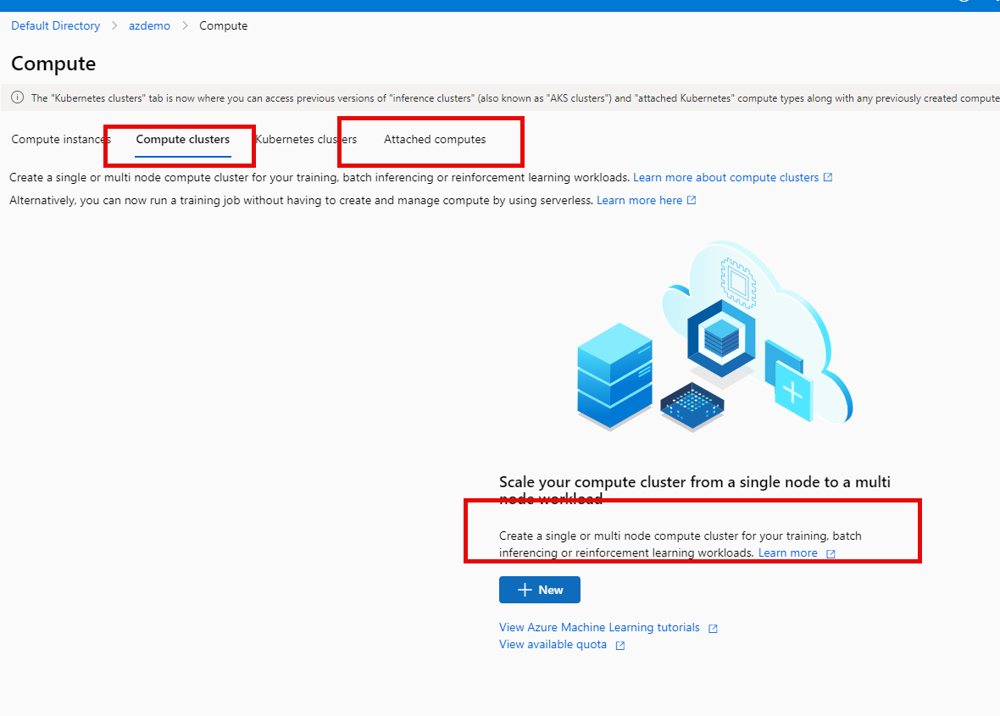 Default Directory > azdemo > Compute
Compute
The "Kubernetes clusters" tab is now where you can access previous versions of "inference clusters" (also known as "AKS clusters") and "attached Kubernetes" compute types along with any previously created compute
Compute instances Compute clusters Kubernetes clusters Attached computes
Create a single or multi node compute cluster for your training, batch inferencing or reinforcement learning workloads. Learn more about compute clusters
Alternatively, you can now run a training job without having to create and manage compute by using serverless. Learn more here
Scale your compute cluster from a single node to a multi
node workload
Create a single or multi node compute cluster for your training, batch
inferencing or reinforcement learning workloads. Learn more
New
View Azure Machine Learning tutorials
View available quota